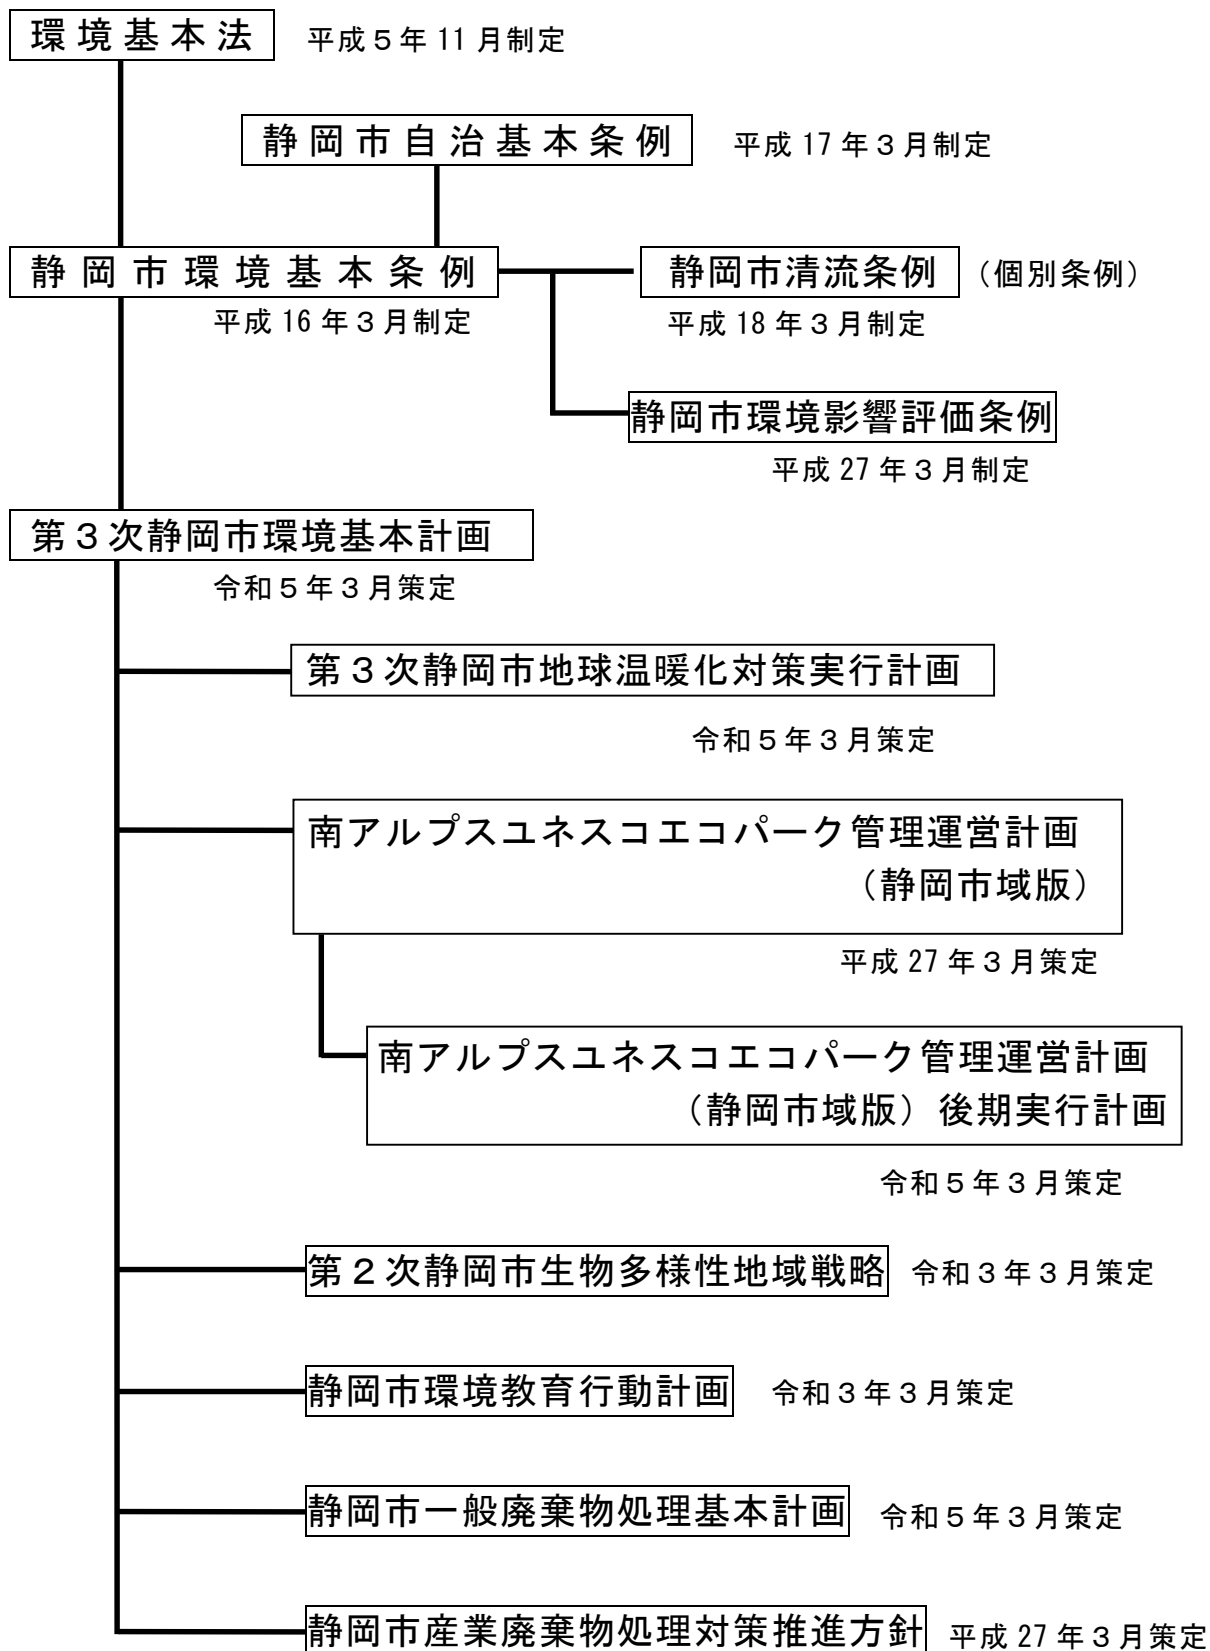 環境基本法 平成５年11月制定
静岡市自治基本条例 平成17年３月制定
静岡市環境基本条例 静岡市清流条例 （個別条例）
平成16年３月制定 平成18年３月制定
静岡市環境影響評価条例
平成27年３月制定
第３次静岡市環境基本計画
令和５年３月策定
第３次静岡市地球温暖化対策実行計画
令和５年３月策定
南アルプスユネスコエコパーク管理運営計画
（静岡市域版）
平成27年３月策定
南アルプスユネスコエコパーク管理運営計画
（静岡市域版）後期実行計画
令和５年３月策定
第２次静岡市生物多様性地域戦略 令和３年３月策定
静岡市環境教育行動計画 令和３年３月策定
静岡市一般廃棄物処理基本計画 令和５年３月策定
静岡市産業廃棄物処理対策推進方針 平成27年３月策定